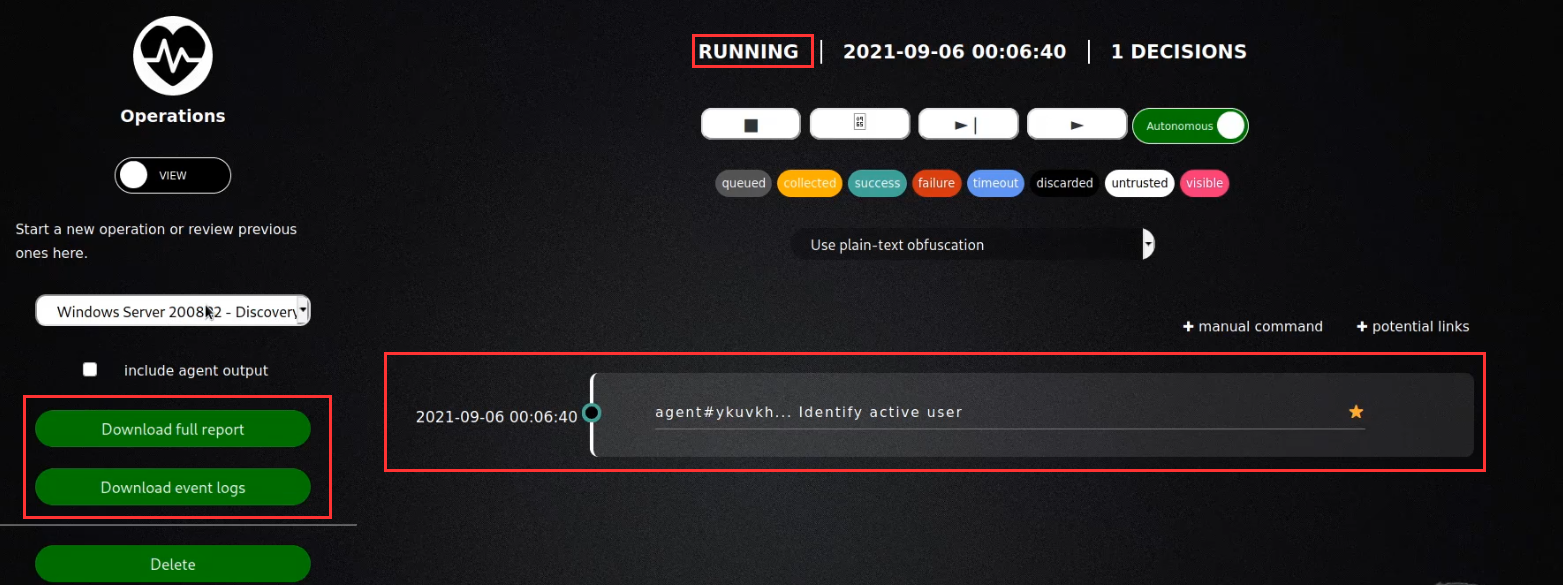 Operations
VIEW
Start a new operation or review previous
ones here.
Windows Server 2008 2 - Discovery
include agent output
Download full report
Download event logs
Delete
RUNNING | 2021-09-06 00:06:40 | 1 DECISIONS
Autonomous
queued collected success failure timeout discarded untrusted visible
Use plain-text obfuscation
+ manual command + potential links
2021-09-06 00:06:40 agent#ykuvkh... Identify active user